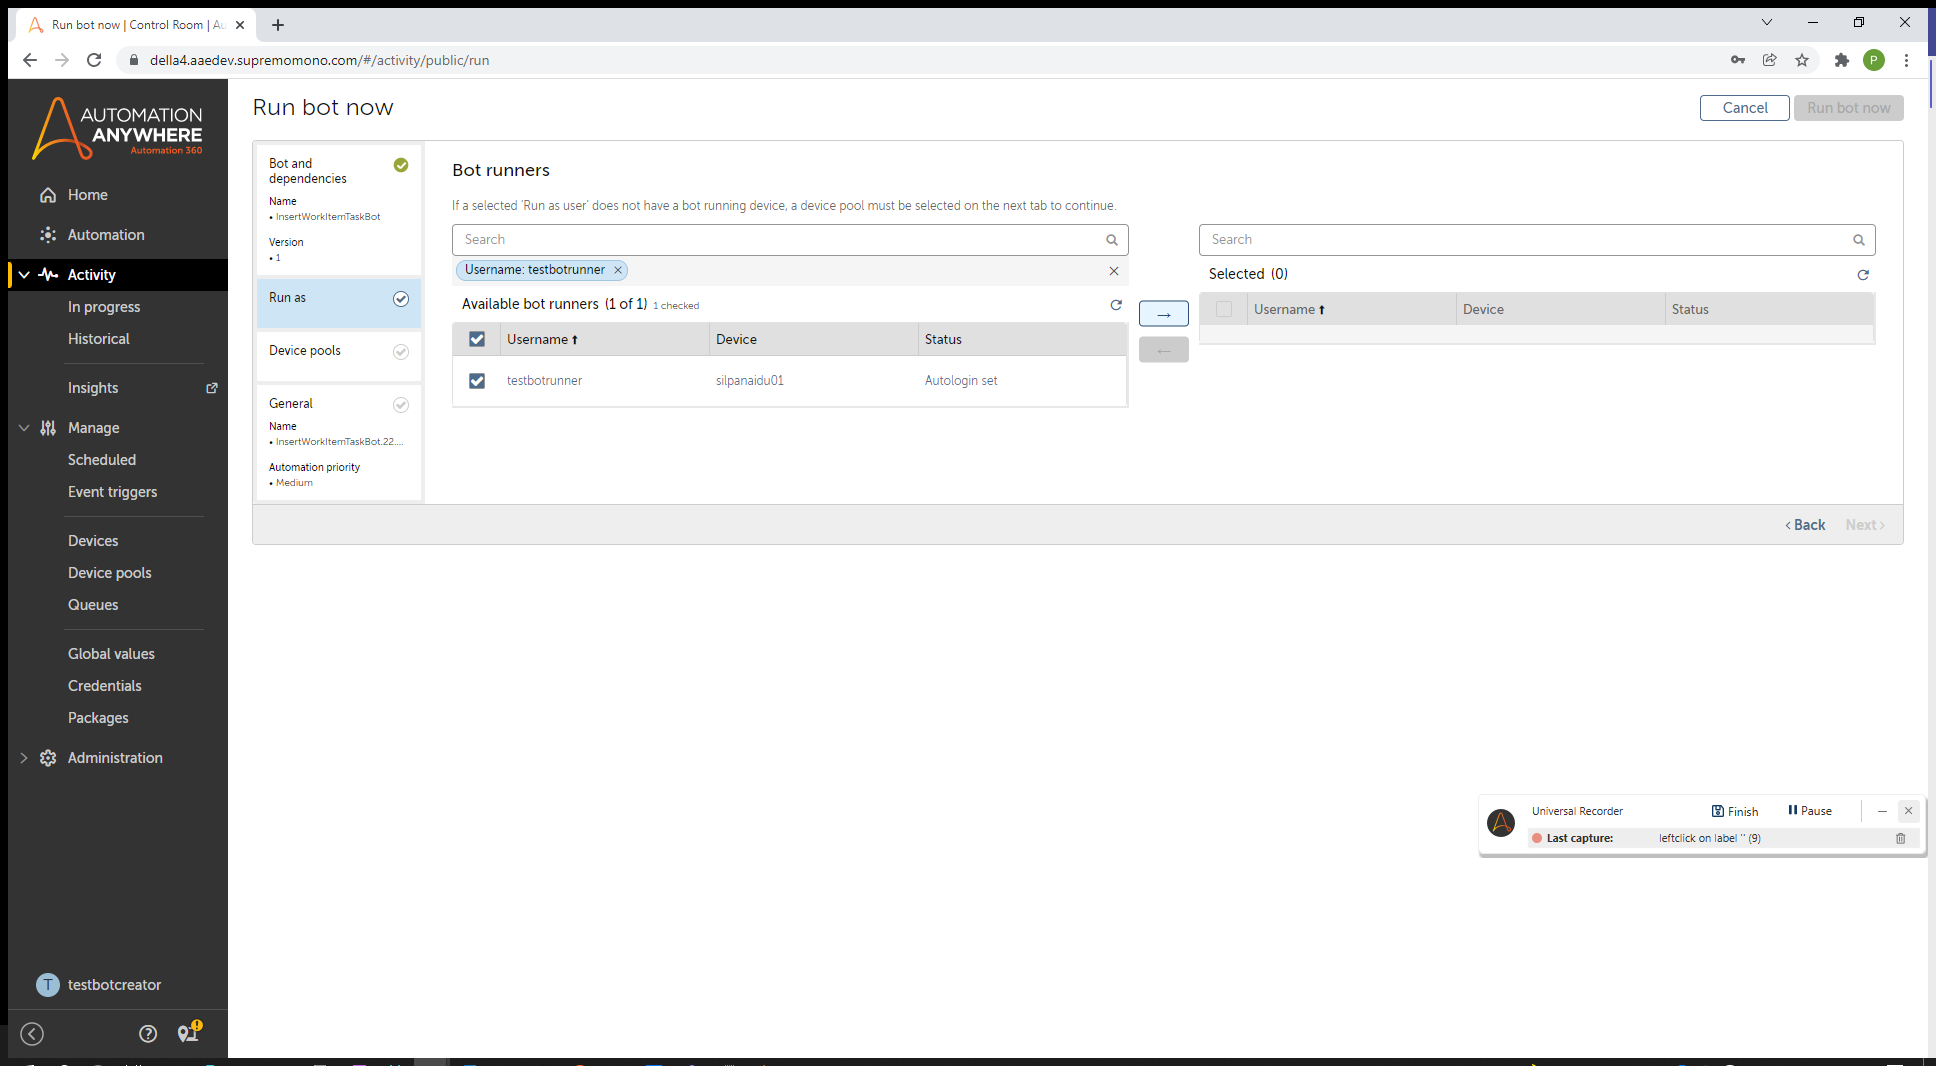 Run bot now | Control Room | Au
della4.aaedev.supremomono.com/#/activity/public/run
P
AUTOMATION
ANYWHERE
Automation 360
Home
Automation
Activity
In progress
Historical
Insights
Manage
Scheduled
Event triggers
Devices
Device pools
Queues
Global values
Credentials
Packages
Administration
T testbotcreator
Run bot now
Cancel
Run bot now
Bot and
dependencies
Name
• InsertWorkItemTaskBot
Version
• 1
Run as
Device pools
General
Name
• InsertWorkItemTaskBot.22....
Automation priority
• Medium
Bot runners
If a selected 'Run as user' does not have a bot running device, a device pool must be selected on the next tab to continue.
Search
Username: testbotrunner
Available bot runners (1 of 1) 1 checked
Username Device Status
testbotrunner silpanaidu01 Autologin set
Search
Selected (0)
Username Device Status
Back Next
Universal Recorder Finish Pause
Last capture: leftclick on label '' (9)